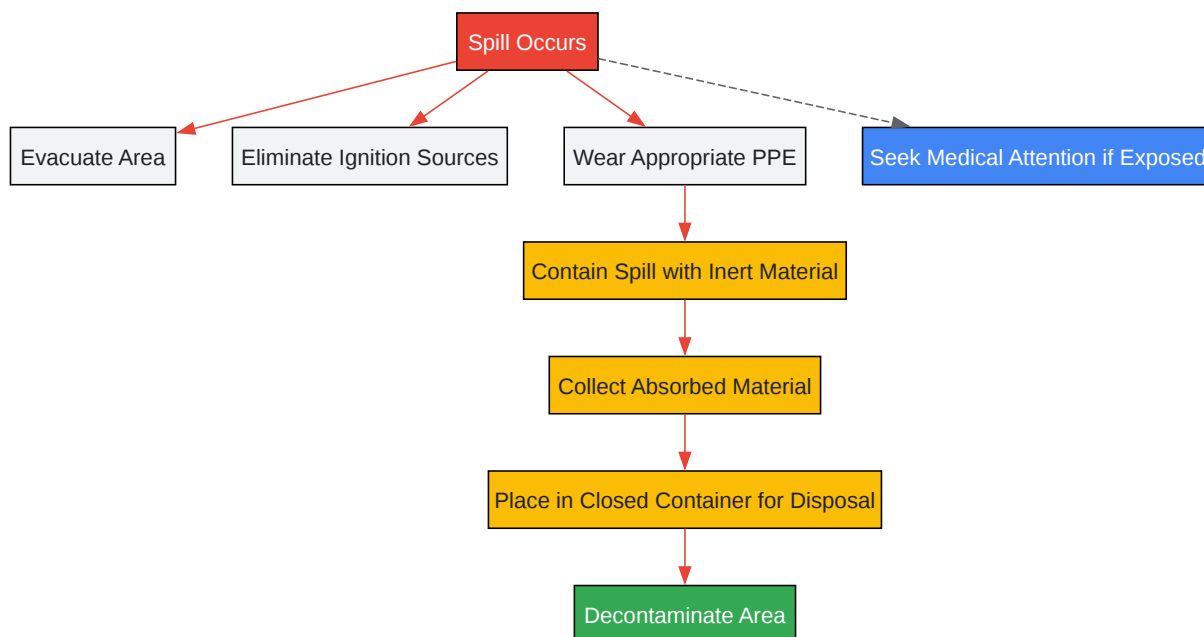 Spill Occurs
Evacuate Area
Eliminate Ignition Sources
Wear Appropriate PPE
Seek Medical Attention if Exposed
Contain Spill with Inert Material
Collect Absorbed Material
Place in Closed Container for Disposal
Decontaminate Area